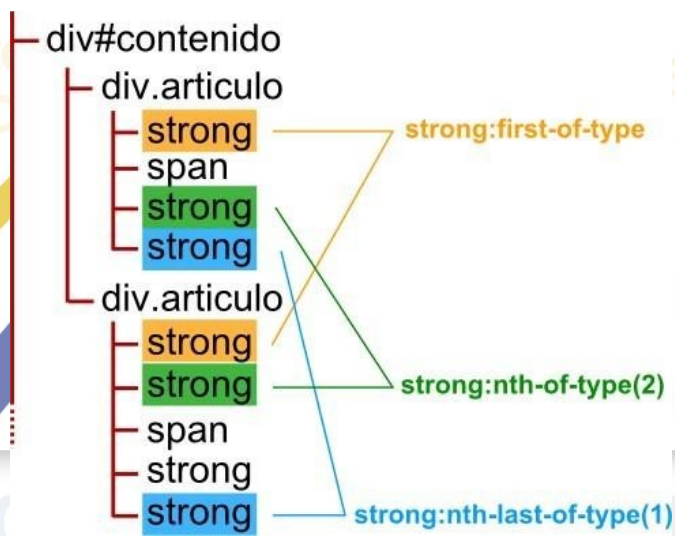 div#contenido
div.articulo
strong
strong:first-of-type
span
strong
strong
div.articulo
strong
strong
strong:nth-of-type(2)
span
strong
strong
strong:nth-last-of-type(1)